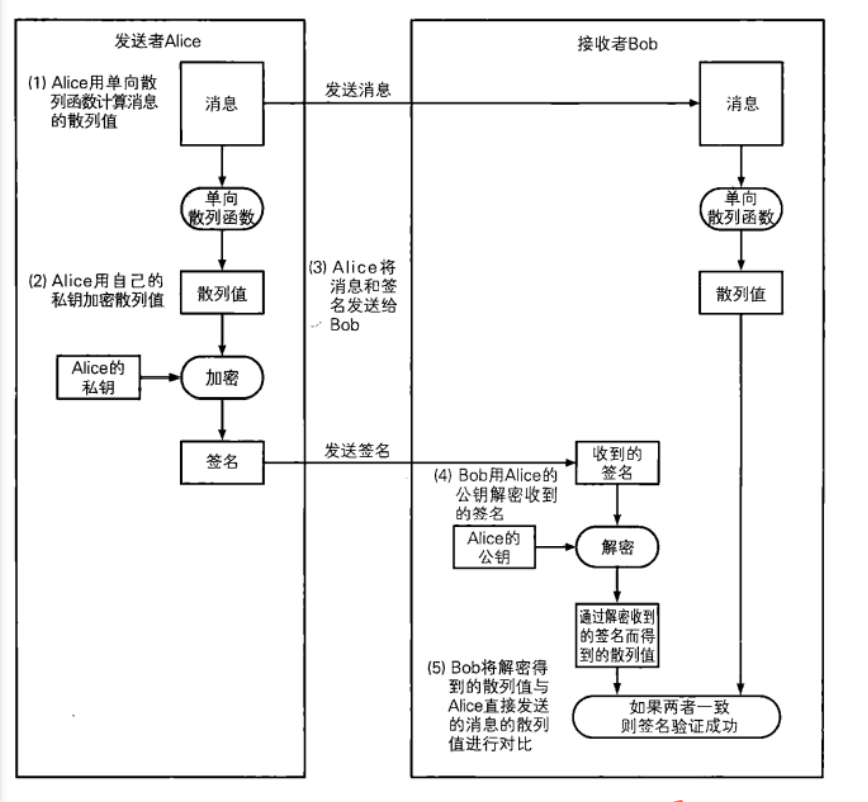 发送者Alice
接收者Bob
(1) Alice用单向散
列函数计算消息
的散列值
消息
发送消息
消息
单向
散列函数
单向
散列函数
(2) Alice用自己的
私钥加密散列值
散列值
(3) Alice将
消息和签
名发送给
Bob
散列值
Alice的
私钥
加密
签名
发送签名
收到的
签名
(4) Bob用Alice的
公钥解密收到
的签名
Alice的
公钥
解密
通过解密收到
的签名而得
到的散列值
(5) Bob将解密得
到的散列值与
Alice直接发送
的消息的散列
值进行对比
如果两者一致
则签名验证成功